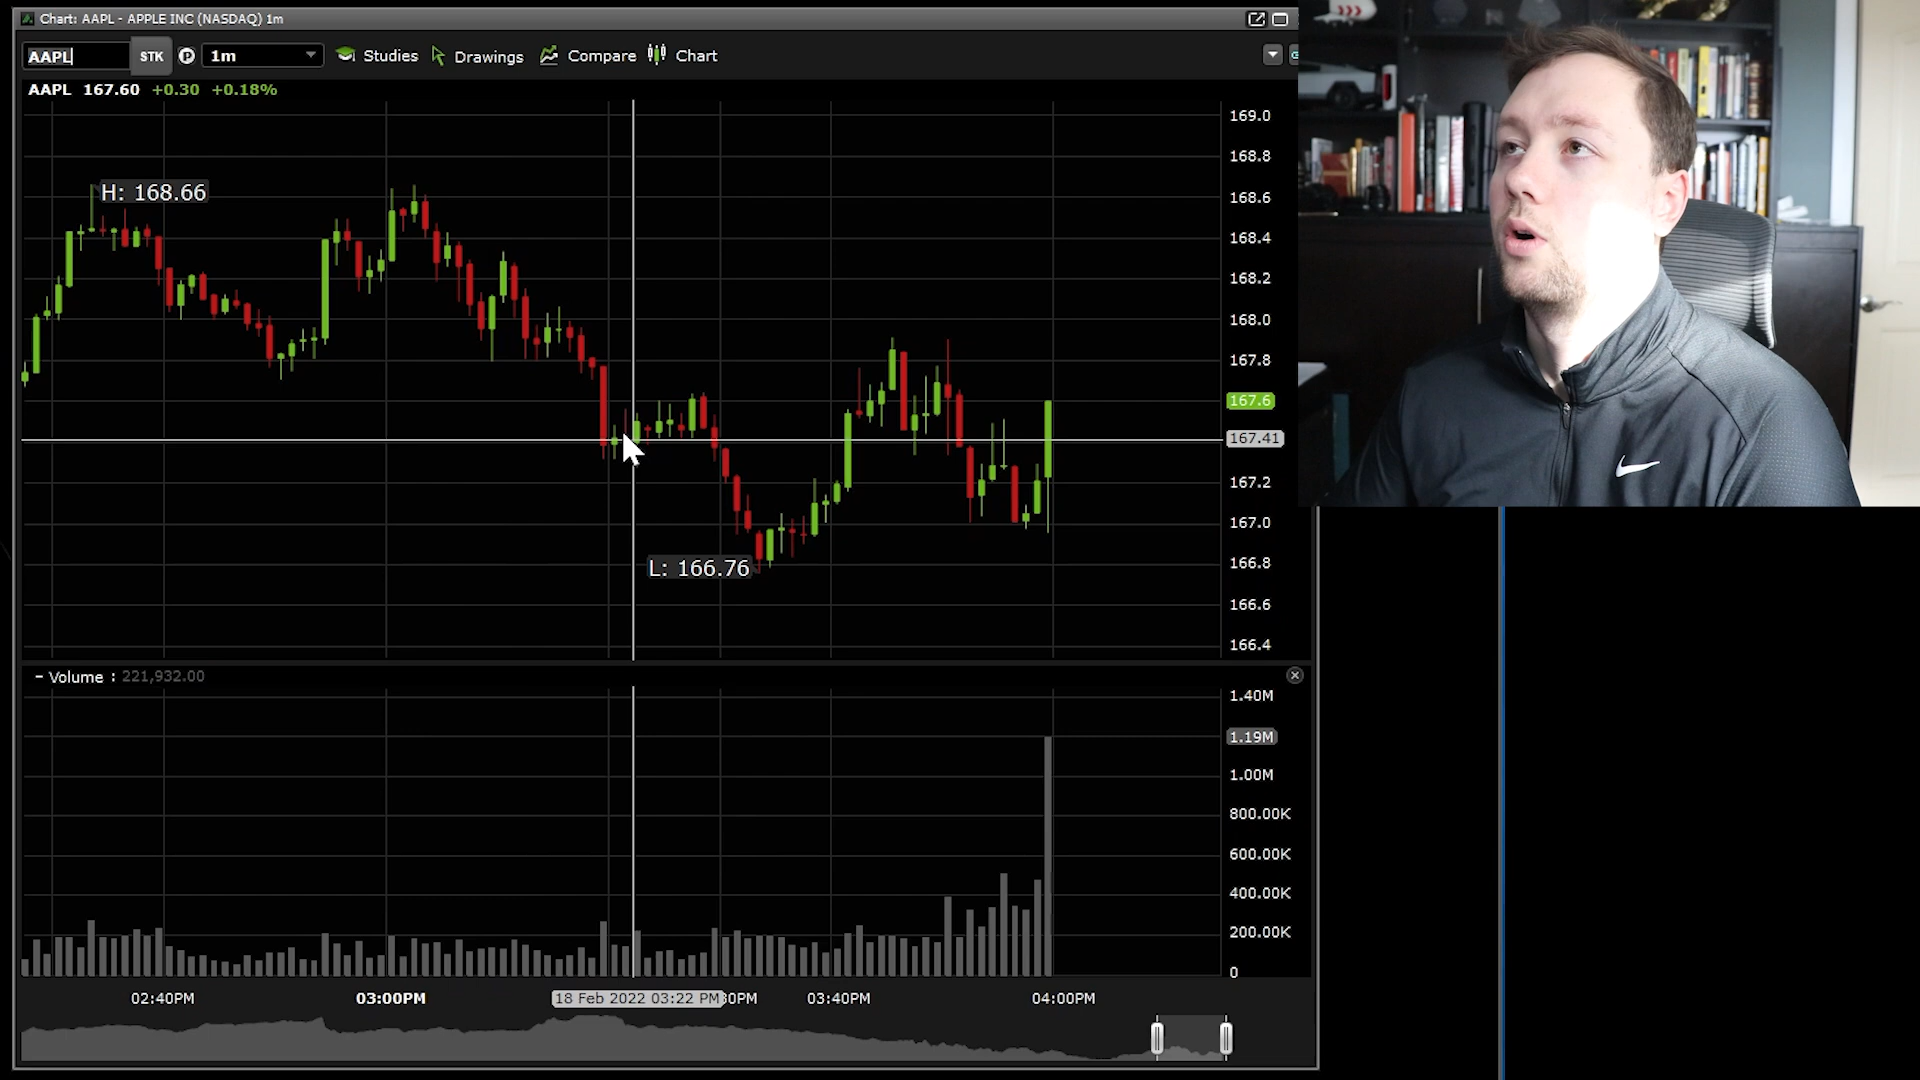 Chart: AAPL - APPLE INC (NASDAQ) 1m
AAPL STK P 1m Studies Drawings Compare Chart
AAPL 167.60 +0.30 +0.18%
169.0
168.8
H: 168.66
168.6
168.4
168.2
168.0
167.8
167.6
167.41
167.2
167.0
L: 166.76
166.8
166.6
166.4
– Volume : 221,932.00
1.40M
1.19M
1.00M
800.00K
600.00K
400.00K
200.00K
0
02:40PM 03:00PM 18 Feb 2022 03:22 PM 30PM 03:40PM 04:00PM